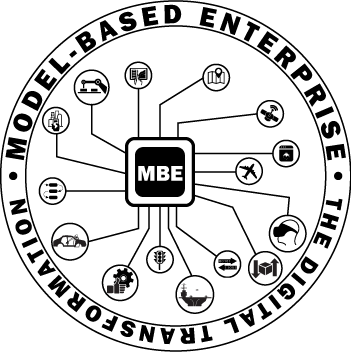 MODEL-BASED ENTERPRISE • THE DIGITAL TRANSFORMATION •
MBE